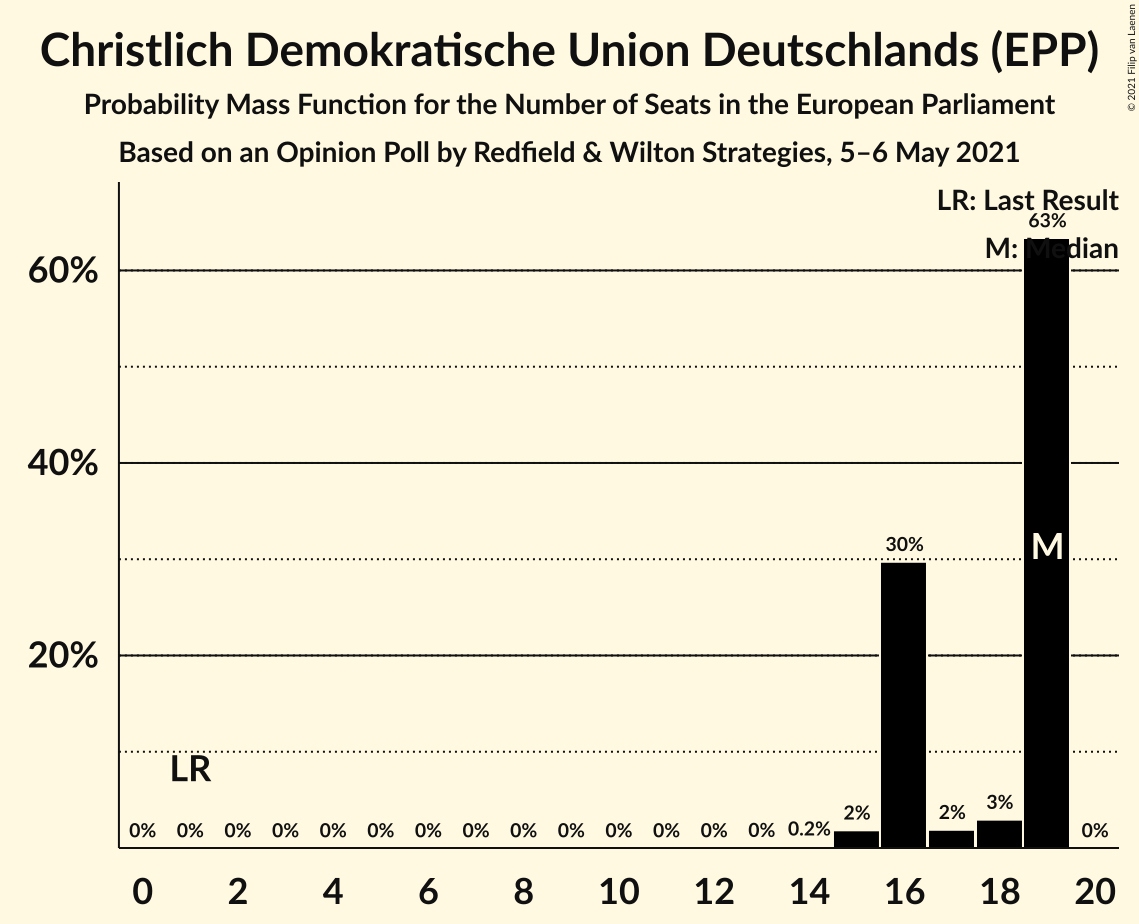 Christlich Demokratische Union Deutschlands (EPP)
Probability Mass Function for the Number of Seats in the European Parliament
Based on an Opinion Poll by Redfield & Wilton Strategies, 5–6 May 2021
© 2021 Filip van Laenen
LR: Last Result
63%
M: Median
60%
40%
30%
M
20%
LR
0% 0% 0% 0% 0% 0% 0% 0% 0% 0% 0% 0% 0% 0% 0.2% 2% 2% 3% 0%
0 2 4 6 8 10 12 14 16 18 20